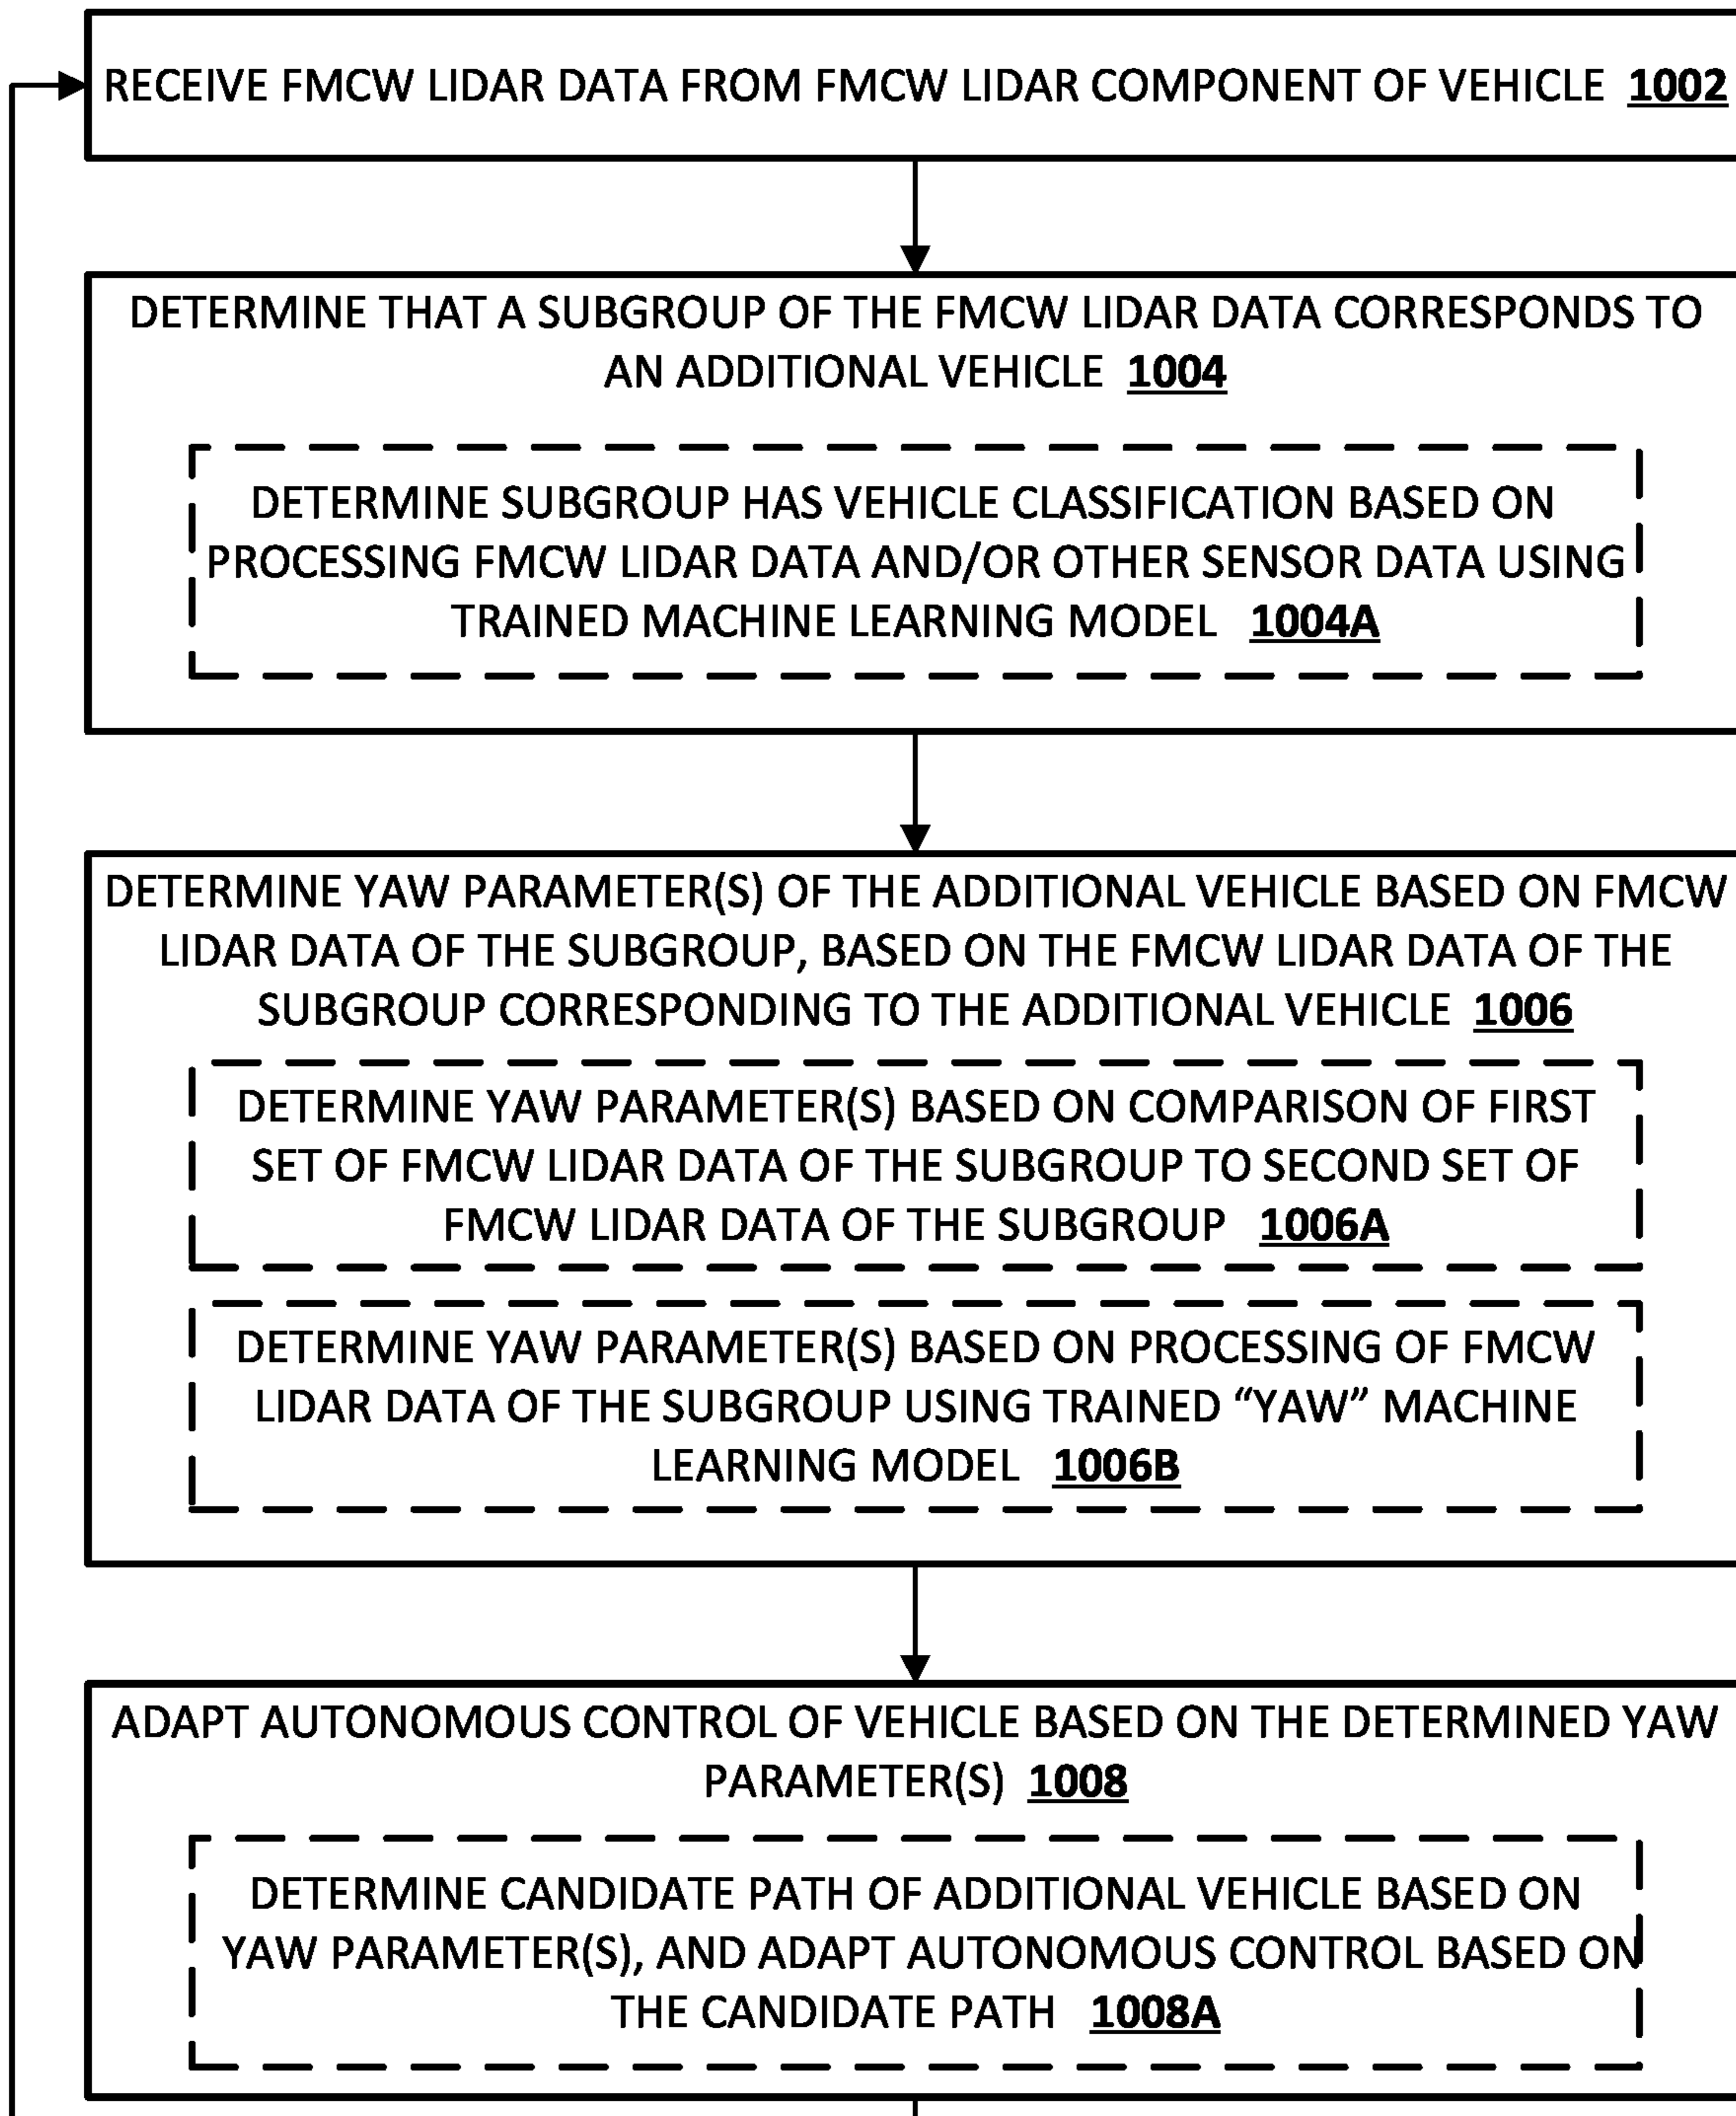 RECEIVE FMCW LIDAR DATA FROM FMCW LIDAR COMPONENT OF VEHICLE 1002
DETERMINE THAT A SUBGROUP OF THE FMCW LIDAR DATA CORRESPONDS TO
AN ADDITIONAL VEHICLE 1004
DETERMINE SUBGROUP HAS VEHICLE CLASSIFICATION BASED ON
PROCESSING FMCW LIDAR DATA AND/OR OTHER SENSOR DATA USING
TRAINED MACHINE LEARNING MODEL 1004A
DETERMINE YAW PARAMETER(S) OF THE ADDITIONAL VEHICLE BASED ON FMCW
LIDAR DATA OF THE SUBGROUP, BASED ON THE FMCW LIDAR DATA OF THE
SUBGROUP CORRESPONDING TO THE ADDITIONAL VEHICLE 1006
DETERMINE YAW PARAMETER(S) BASED ON COMPARISON OF FIRST
SET OF FMCW LIDAR DATA OF THE SUBGROUP TO SECOND SET OF
FMCW LIDAR DATA OF THE SUBGROUP 1006A
DETERMINE YAW PARAMETER(S) BASED ON PROCESSING OF FMCW
LIDAR DATA OF THE SUBGROUP USING TRAINED “YAW” MACHINE
LEARNING MODEL 1006B
ADAPT AUTONOMOUS CONTROL OF VEHICLE BASED ON THE DETERMINED YAW
PARAMETER(S) 1008
DETERMINE CANDIDATE PATH OF ADDITIONAL VEHICLE BASED ON
YAW PARAMETER(S), AND ADAPT AUTONOMOUS CONTROL BASED ON
THE CANDIDATE PATH 1008A